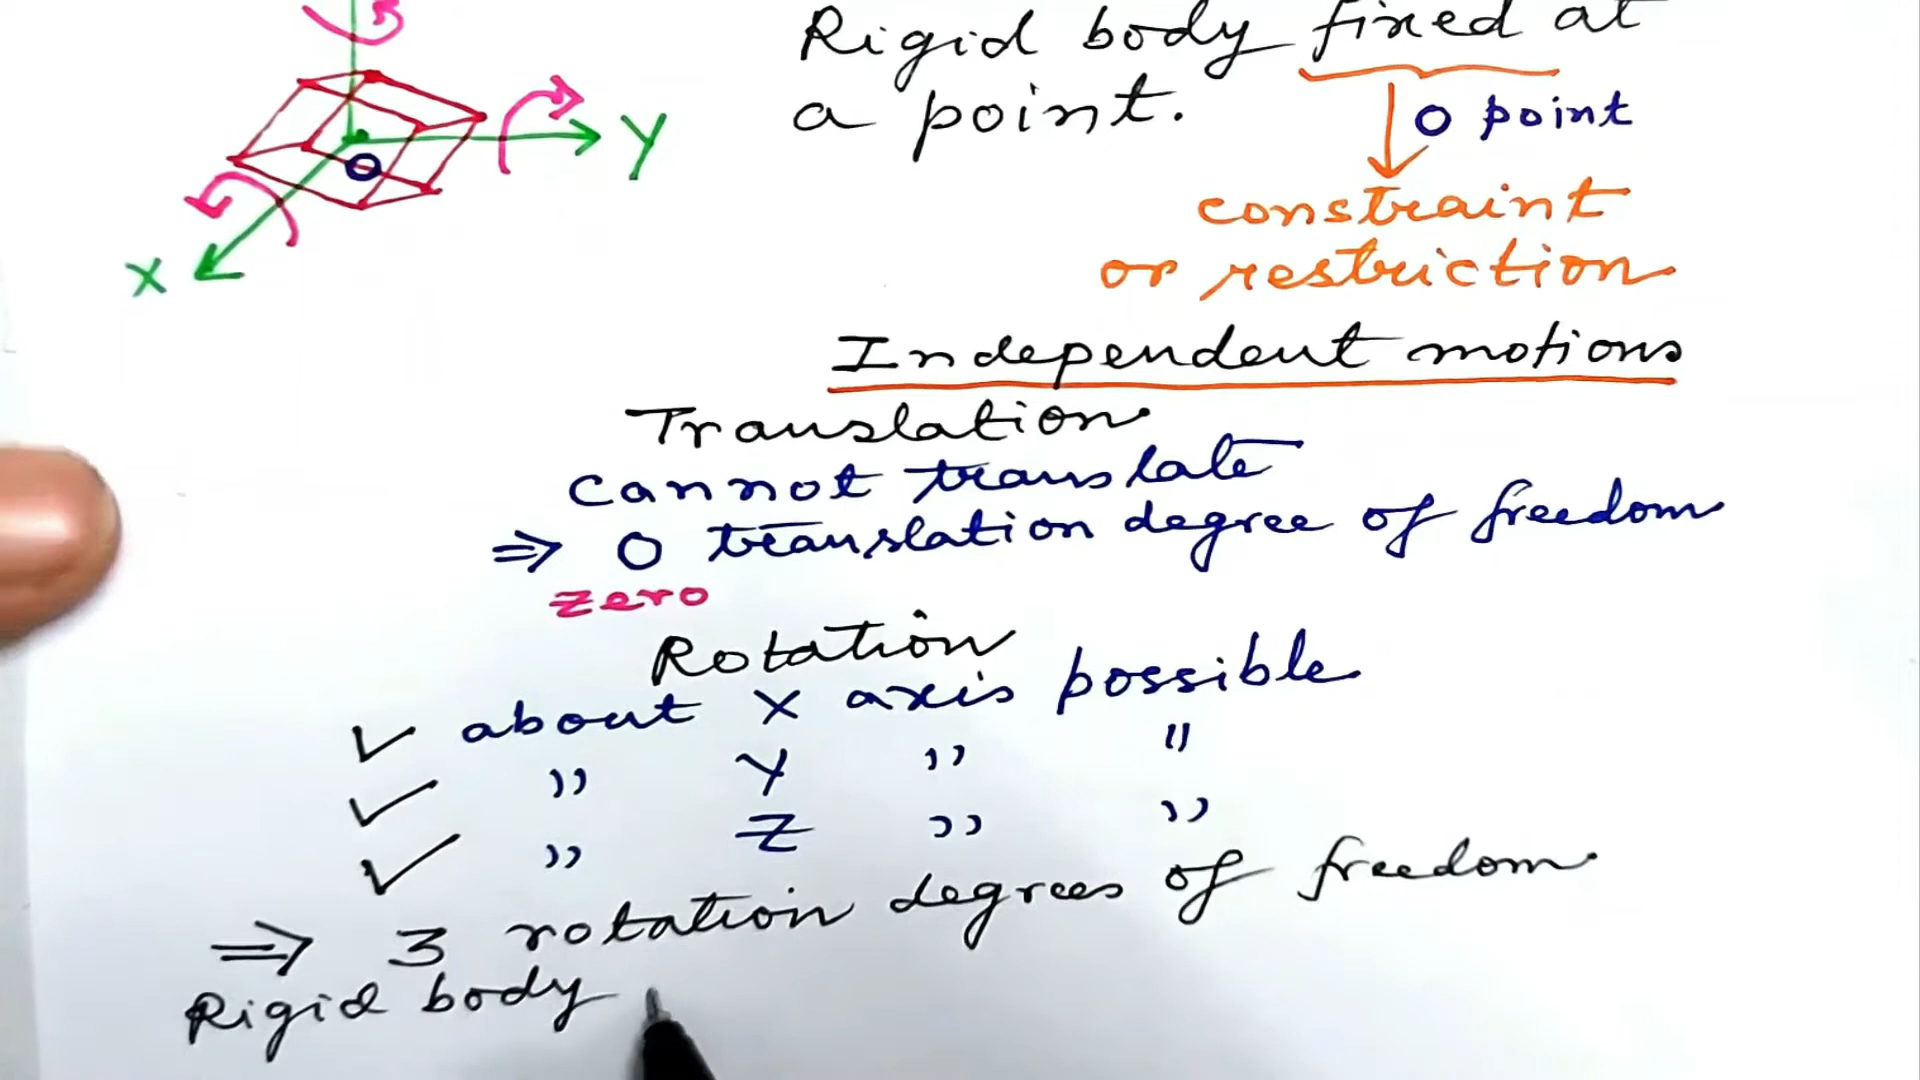 Rigid body fixed at
a point.
O point
constraint
or restriction
Y
O
X
Independent motions
Translation
cannot translate
⇒ 0 translation degree of freedom
zero
Rotation
✓ about X axis possible
✓ " Y " "
✓ " Z " "
⇒ 3 rotation degrees of freedom
Rigid body